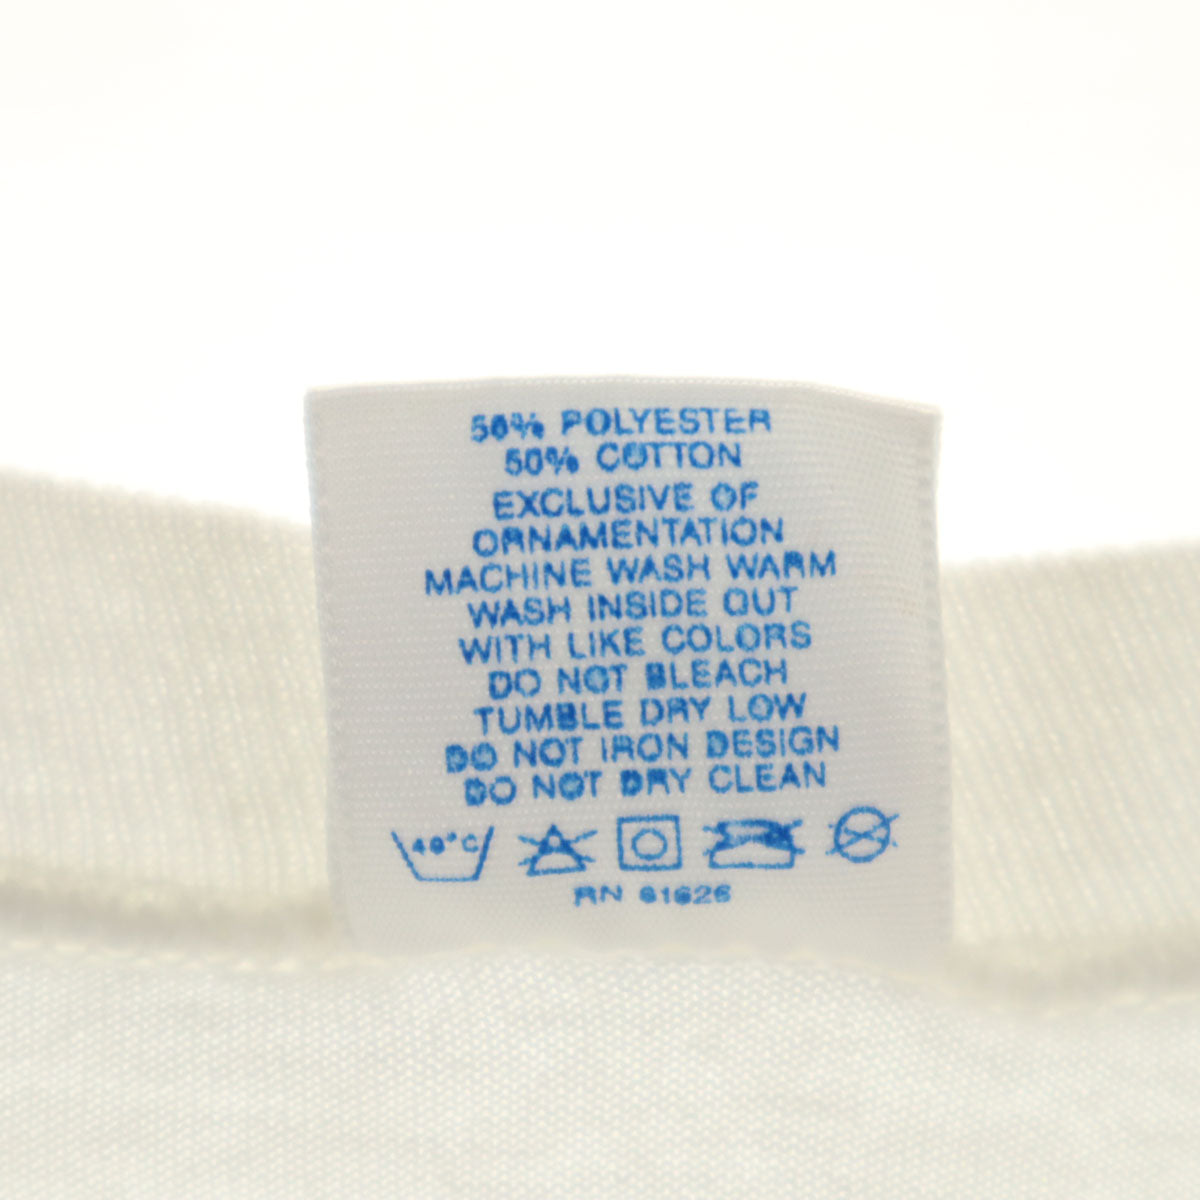 50% POLYESTER
50% COTTON
EXCLUSIVE OF
ORNAMENTATION
MACHINE WASH WARM
WASH INSIDE OUT
WITH LIKE COLORS
DO NOT BLEACH
TUMBLE DRY LOW
DO NOT IRON DESIGN
DO NOT DRY CLEAN
40°C
RN 61626